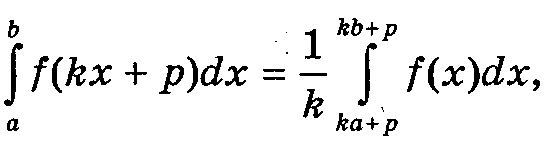 ∫_a^b f(kx + p)dx = 1/k ∫_{ka+p}^{kb+p} f(x)dx,